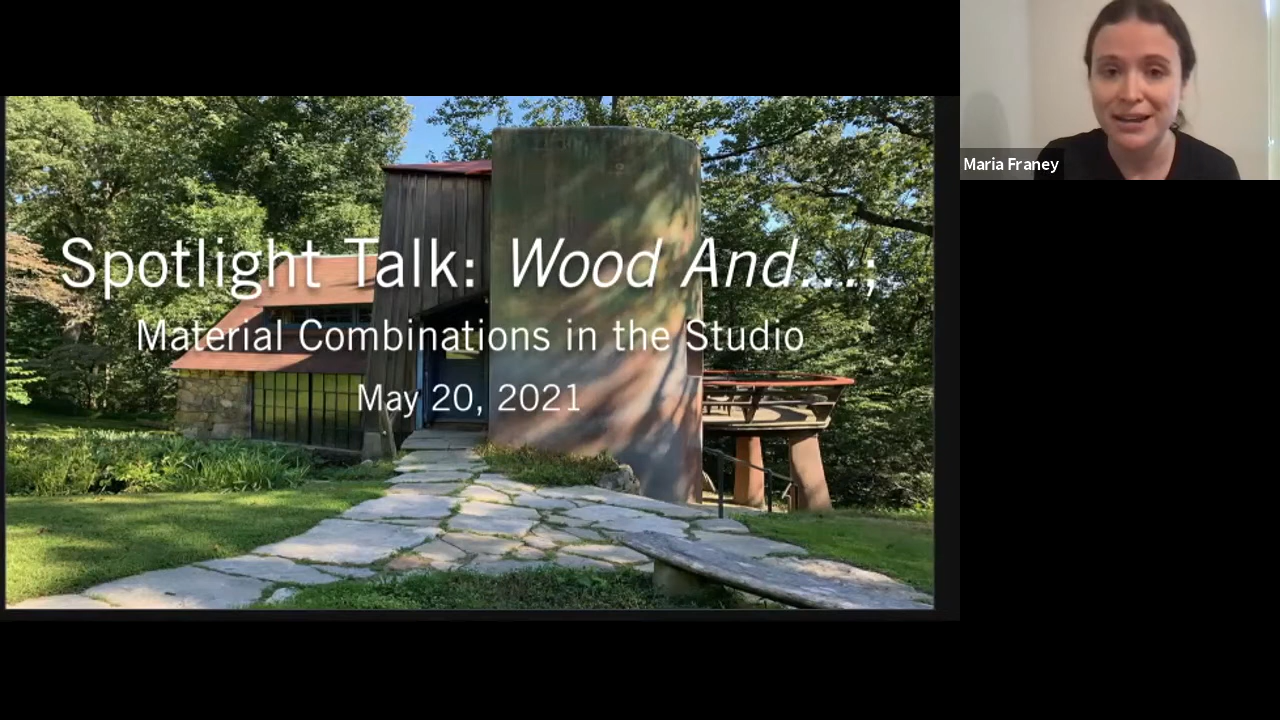 Spotlight Talk: Wood And...;
Material Combinations in the Studio
May 20, 2021
Maria Franey